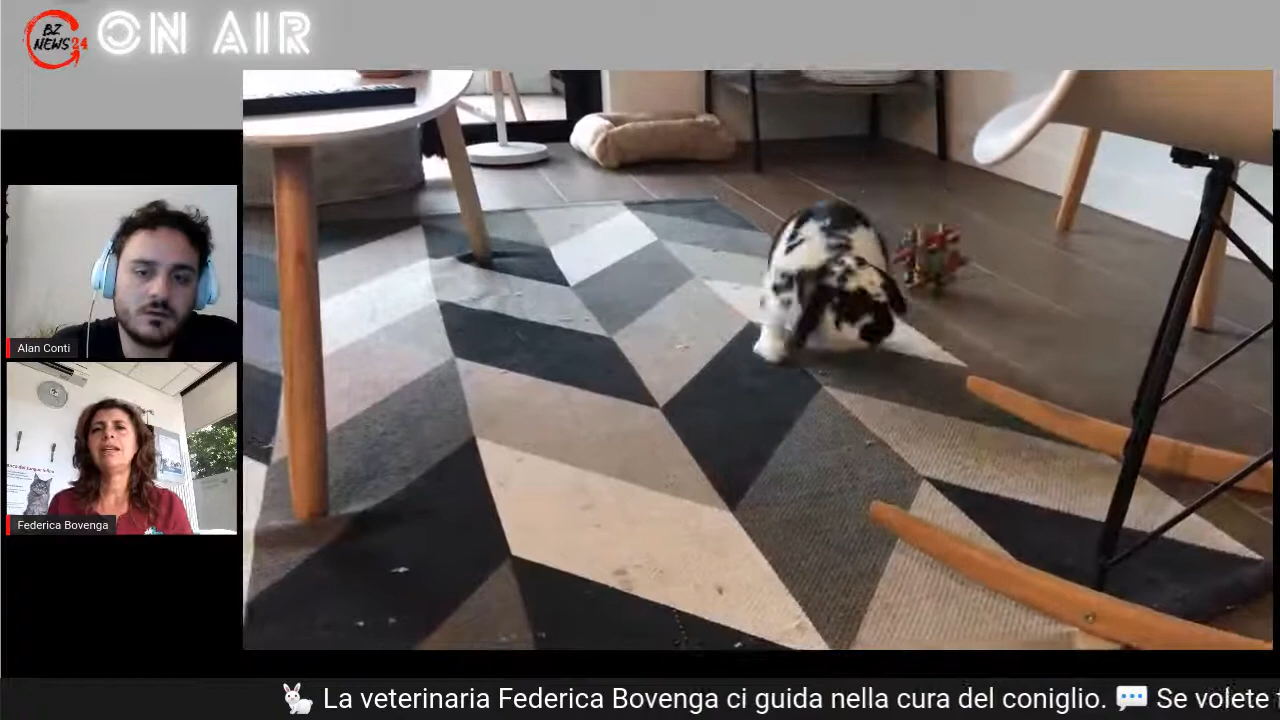 BZ
NEWS24
ON AIR
Alan Conti
Federica Bovenga
🐇 La veterinaria Federica Bovenga ci guida nella cura del coniglio. 💬 Se volete